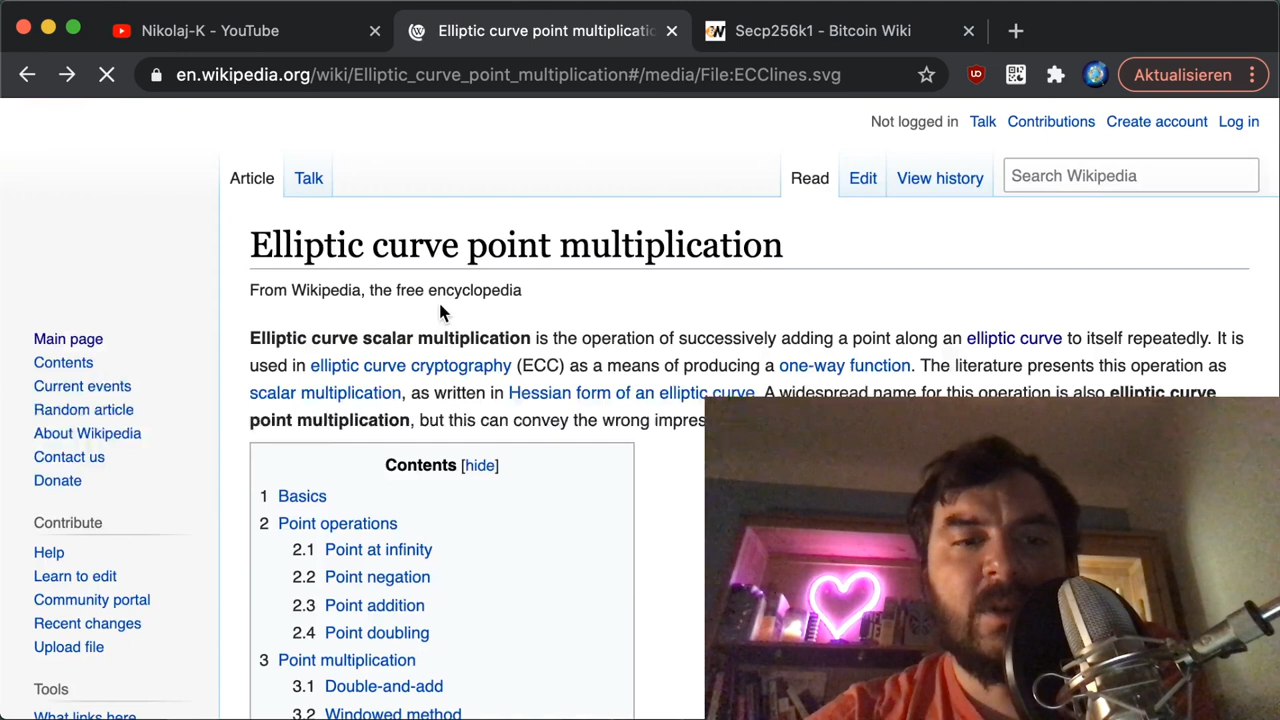 Nikolaj-K - YouTube
Elliptic curve point multiplicatio
Secp256k1 - Bitcoin Wiki
en.wikipedia.org/wiki/Elliptic_curve_point_multiplication#/media/File:ECClines.svg
Aktualisieren
Not logged in Talk Contributions Create account Log in
Article Talk Read Edit View history Search Wikipedia
Elliptic curve point multiplication
From Wikipedia, the free encyclopedia
Elliptic curve scalar multiplication is the operation of successively adding a point along an elliptic curve to itself repeatedly. It is
used in elliptic curve cryptography (ECC) as a means of producing a one-way function. The literature presents this operation as
scalar multiplication, as written in Hessian form of an elliptic curve. A widespread name for this operation is also elliptic curve
point multiplication, but this can convey the wrong impres
Contents [hide]
1 Basics
2 Point operations
2.1 Point at infinity
2.2 Point negation
2.3 Point addition
2.4 Point doubling
3 Point multiplication
3.1 Double-and-add
3.2 Windowed method
Main page
Contents
Current events
Random article
About Wikipedia
Contact us
Donate
Contribute
Help
Learn to edit
Community portal
Recent changes
Upload file
Tools
What links here